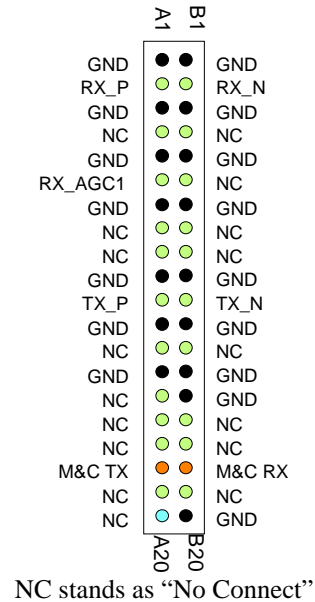 A1 B1
GND GND
RX_P RX_N
GND GND
NC NC
GND GND
RX_AGC1 NC
GND GND
NC NC
NC NC
GND GND
TX_P TX_N
GND GND
NC NC
GND GND
NC GND
NC NC
NC NC
M&C TX M&C RX
NC NC
NC GND
A20 B20
NC stands as “No Connect”